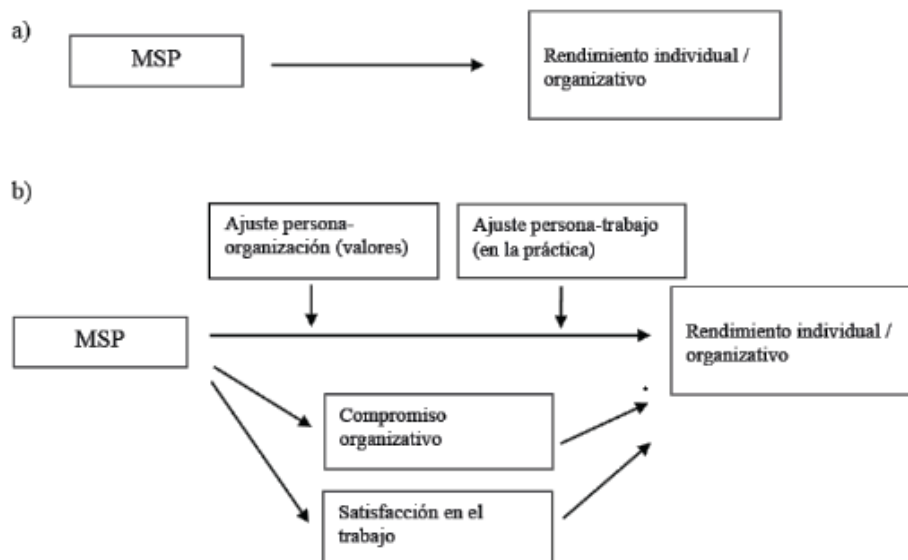 a)
MSP
Rendimiento individual /
organizativo
b)
Ajuste persona-
organización (valores)
Ajuste persona-trabajo
(en la práctica)
MSP
Rendimiento individual /
organizativo
Compromiso
organizativo
Satisfacción en el
trabajo